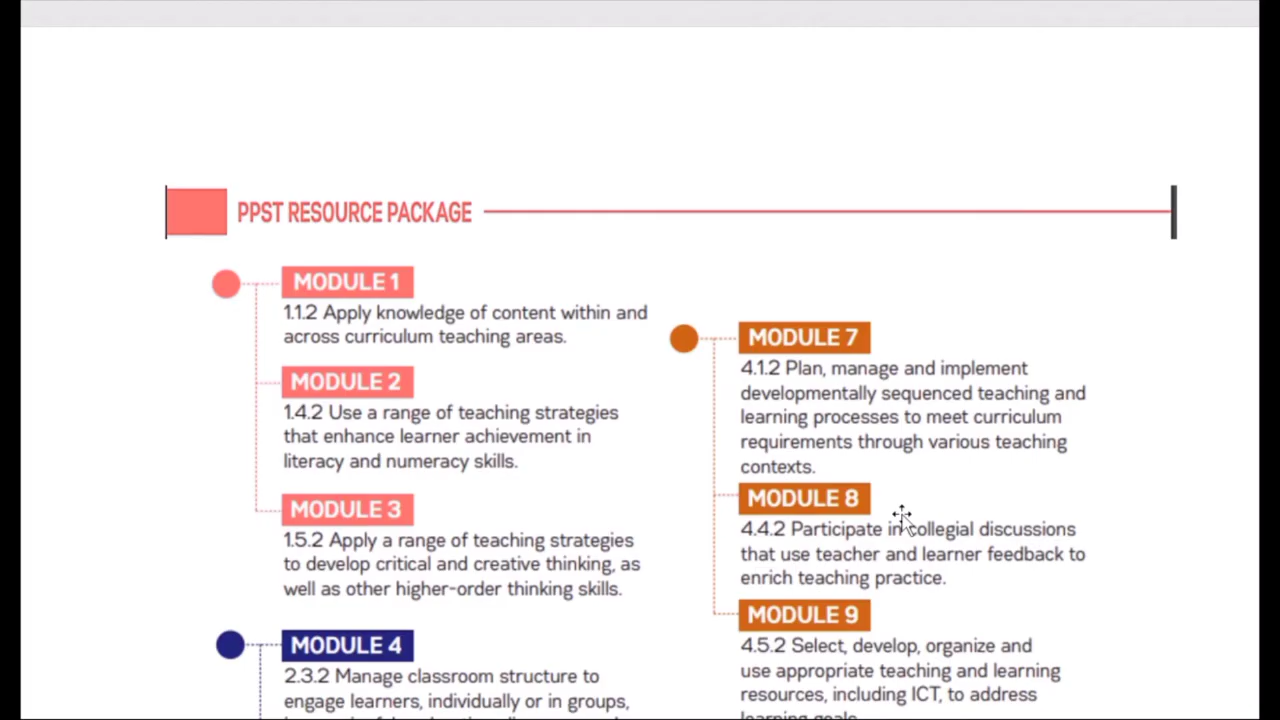 PPST RESOURCE PACKAGE
MODULE 1
1.1.2 Apply knowledge of content within and
across curriculum teaching areas.
MODULE 2
1.4.2 Use a range of teaching strategies
that enhance learner achievement in
literacy and numeracy skills.
MODULE 3
1.5.2 Apply a range of teaching strategies
to develop critical and creative thinking, as
well as other higher-order thinking skills.
MODULE 4
2.3.2 Manage classroom structure to
engage learners, individually or in groups,
MODULE 7
4.1.2 Plan, manage and implement
developmentally sequenced teaching and
learning processes to meet curriculum
requirements through various teaching
contexts.
MODULE 8
4.4.2 Participate in collegial discussions
that use teacher and learner feedback to
enrich teaching practice.
MODULE 9
4.5.2 Select, develop, organize and
use appropriate teaching and learning
resources, including ICT, to address
learning goals.